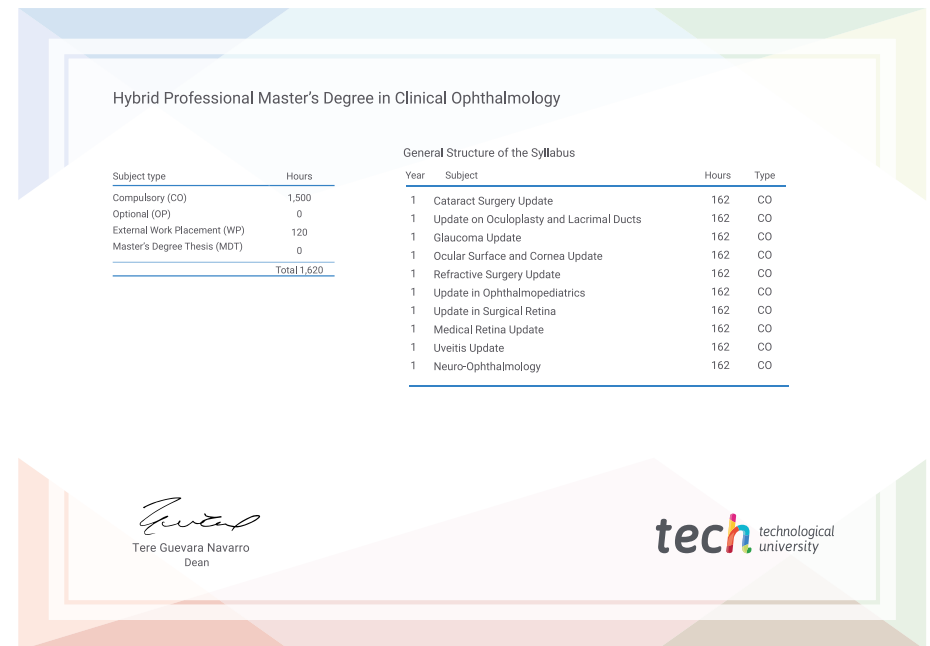 Hybrid Professional Master's Degree in Clinical Ophthalmology
Subject type Hours
Compulsory (CO) 1,500
Optional (OP) 0
External Work Placement (WP) 120
Master's Degree Thesis (MDT) 0
Total 1,620
General Structure of the Syllabus
Year Subject Hours Type
1 Cataract Surgery Update 162 CO
1 Update on Oculoplasty and Lacrimal Ducts 162 CO
1 Glaucoma Update 162 CO
1 Ocular Surface and Cornea Update 162 CO
1 Refractive Surgery Update 162 CO
1 Update in Ophthalmopediatrics 162 CO
1 Update in Surgical Retina 162 CO
1 Medical Retina Update 162 CO
1 Uveitis Update 162 CO
1 Neuro-Ophthalmology 162 CO
Tere Guevara Navarro
Dean
tech technological
university